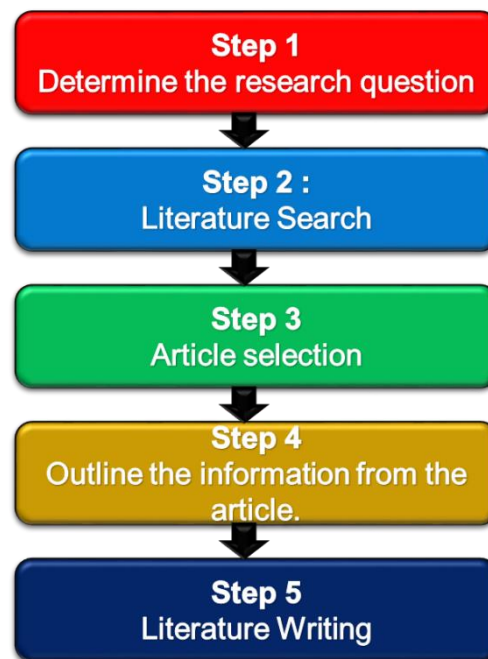 Step 1
Determine the research question
Step 2 :
Literature Search
Step 3
Article selection
Step 4
Outline the information from the
article.
Step 5
Literature Writing